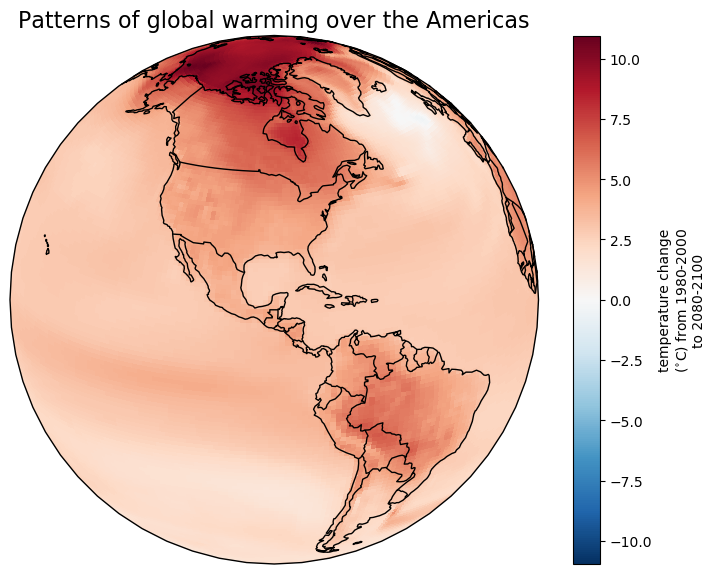 Patterns of global warming over the Americas
10.0
7.5
5.0
2.5
0.0
−2.5
−5.0
−7.5
−10.0
temperature change
(°C) from 1980-2000
to 2080-2100